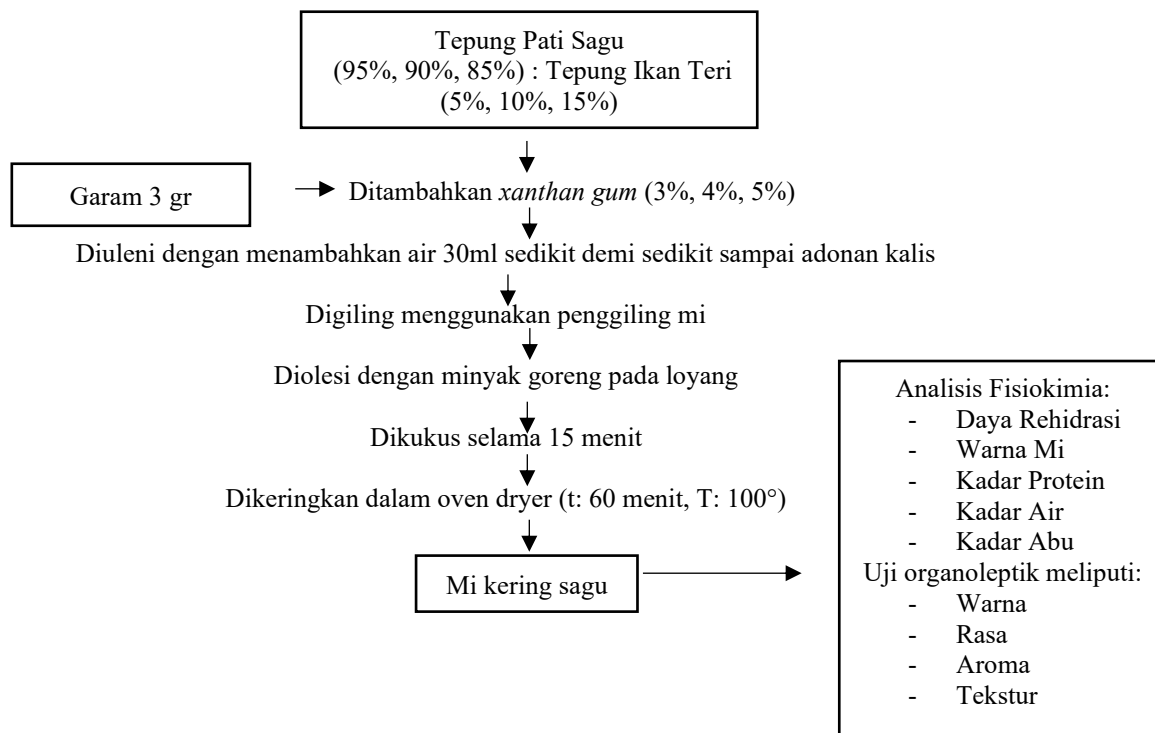 Tepung Pati Sagu
(95%, 90%, 85%) : Tepung Ikan Teri
(5%, 10%, 15%)
Garam 3 gr
Ditambahkan xanthan gum (3%, 4%, 5%)
Diuleni dengan menambahkan air 30ml sedikit demi sedikit sampai adonan kalis
Digiling menggunakan penggiling mi
Diolesi dengan minyak goreng pada loyang
Dikukus selama 15 menit
Dikeringkan dalam oven dryer (t: 60 menit, T: 100°)
Mi kering sagu
Analisis Fisiokimia:
- Daya Rehidrasi
- Warna Mi
- Kadar Protein
- Kadar Air
- Kadar Abu
Uji organoleptik meliputi:
- Warna
- Rasa
- Aroma
- Tekstur